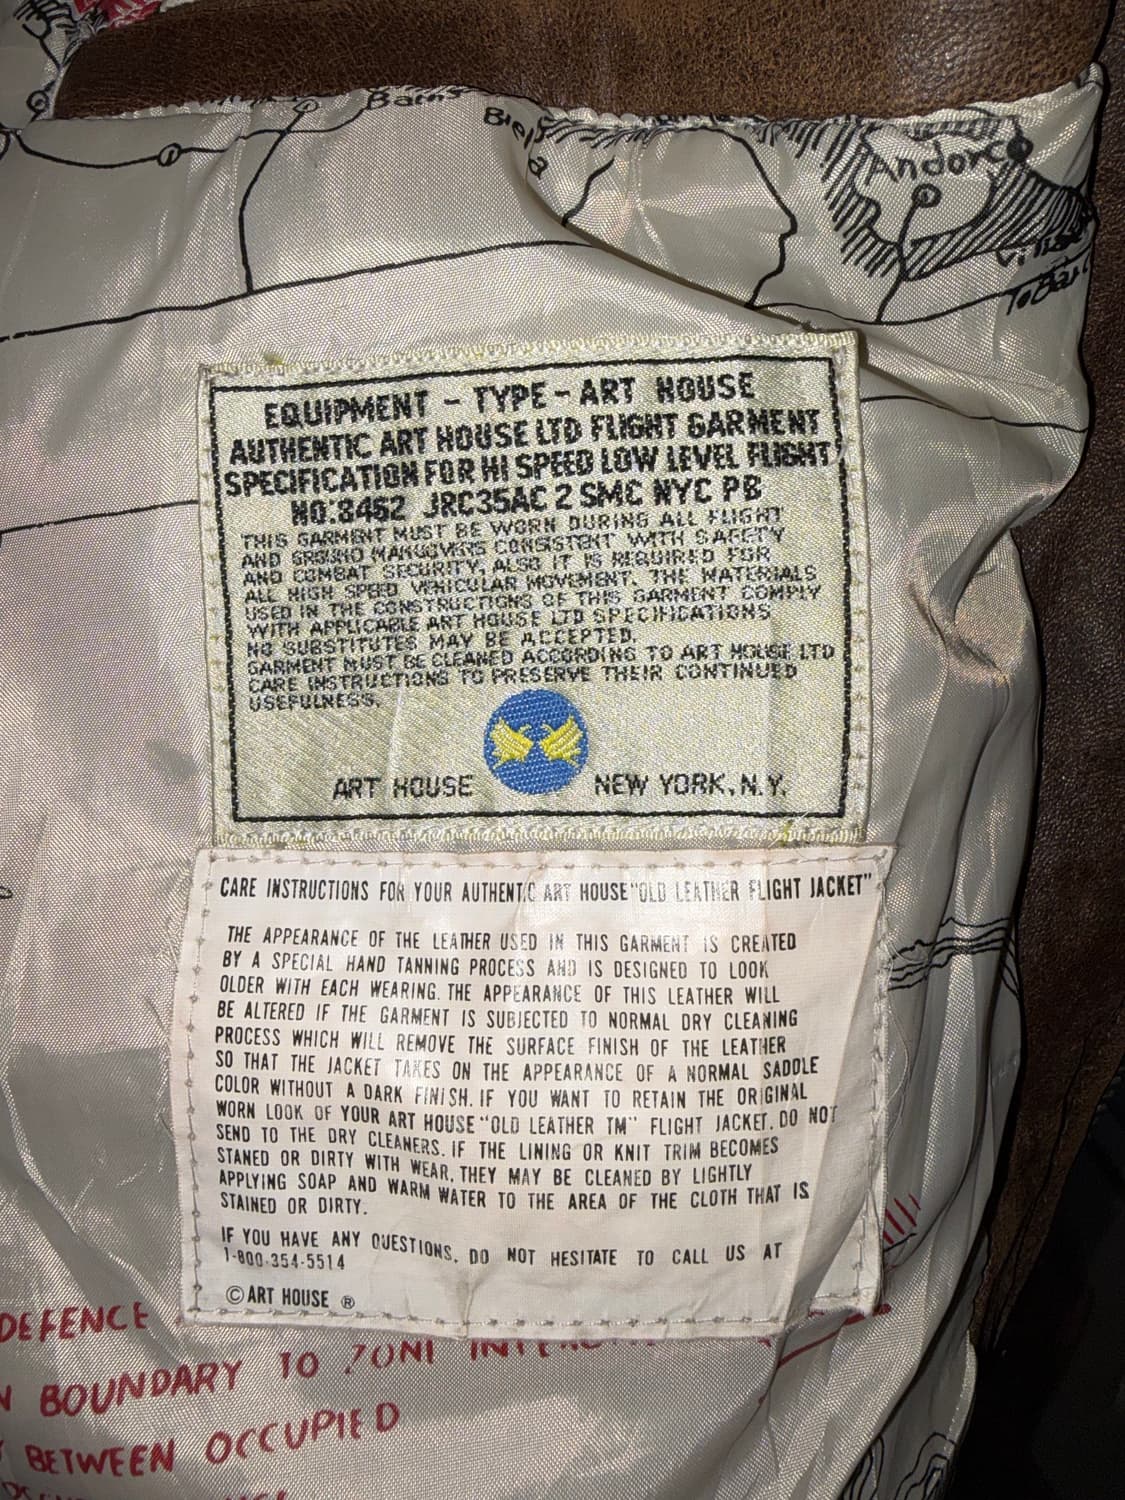 Andorra
EQUIPMENT - TYPE - ART HOUSE
AUTHENTIC ART HOUSE LTD FLIGHT GARMENT
SPECIFICATION FOR HI SPEED LOW LEVEL FLIGHT
NO.8462 JRC35AC 2 SMC NYC PB
THIS GARMENT MUST BE WORN DURING ALL FLIGHT
AND GROUND MANUOVERS CONSISTENT WITH SAFETY
AND COMBAT SECURITY, ALSO IT IS REQUIRED FOR
ALL HIGH SPEED VEHICULAR MOVEMENT. THE MATERIALS
USED IN THE CONSTRUCTIONS OF THIS GARMENT COMPLY
WITH APPLICABLE ART HOUSE LTD SPECIFICATIONS
NO SUBSTITUTES MAY BE ACCEPTED.
GARMENT MUST BE CLEANED ACCORDING TO ART HOUSE LTD
CARE INSTRUCTIONS TO PRESERVE THEIR CONTINUED
USEFULNESS.
ART HOUSE NEW YORK, N.Y.
CARE INSTRUCTIONS FOR YOUR AUTHENTIC ART HOUSE "OLD LEATHER FLIGHT JACKET"
THE APPEARANCE OF THE LEATHER USED IN THIS GARMENT IS CREATED
BY A SPECIAL HAND TANNING PROCESS AND IS DESIGNED TO LOOK
OLDER WITH EACH WEARING. THE APPEARANCE OF THIS LEATHER WILL
BE ALTERED IF THE GARMENT IS SUBJECTED TO NORMAL DRY CLEANING
PROCESS WHICH WILL REMOVE THE SURFACE FINISH OF THE LEATHER
SO THAT THE JACKET TAKES ON THE APPEARANCE OF A NORMAL SADDLE
COLOR WITHOUT A DARK FINISH. IF YOU WANT TO RETAIN THE ORIGINAL
WORN LOOK OF YOUR ART HOUSE "OLD LEATHER TM" FLIGHT JACKET. DO NOT
SEND TO THE DRY CLEANERS. IF THE LINING OR KNIT TRIM BECOMES
STANED OR DIRTY WITH WEAR, THEY MAY BE CLEANED BY LIGHTLY
APPLYING SOAP AND WARM WATER TO THE AREA OF THE CLOTH THAT IS
STAINED OR DIRTY.
IF YOU HAVE ANY QUESTIONS, DO NOT HESITATE TO CALL US AT
1-800-354-5514
© ART HOUSE ®
DEFENCE
BOUNDARY TO ZONE
BETWEEN OCCUPIED